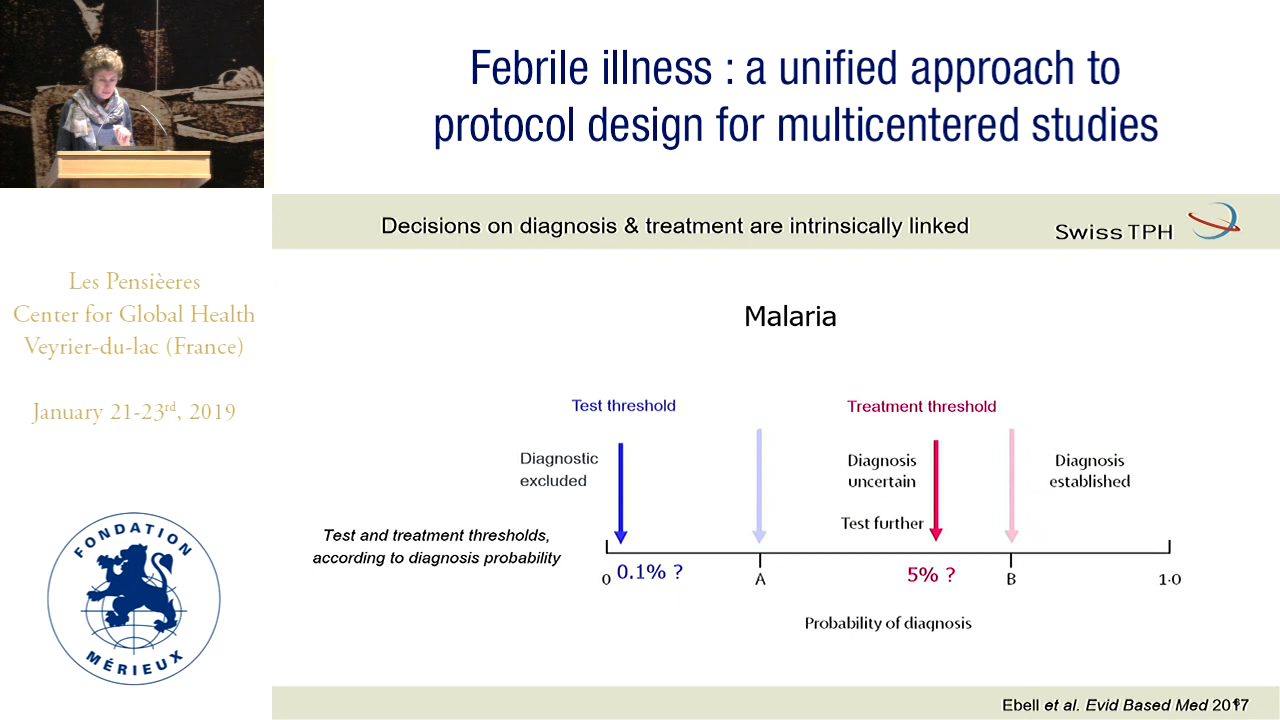 Febrile illness : a unified approach to
protocol design for multicentered studies
Decisions on diagnosis & treatment are intrinsically linked
Swiss TPH
Les Pensièeres
Center for Global Health
Veyrier-du-lac (France)
January 21-23rd, 2019
FONDATION
MÉRIEUX
Malaria
Test threshold
Treatment threshold
Diagnostic
excluded
Diagnosis
uncertain
Test further
Diagnosis
established
Test and treatment thresholds,
according to diagnosis probability
0 0.1% ? A 5% ? B 1·0
Probability of diagnosis
Ebell et al. Evid Based Med